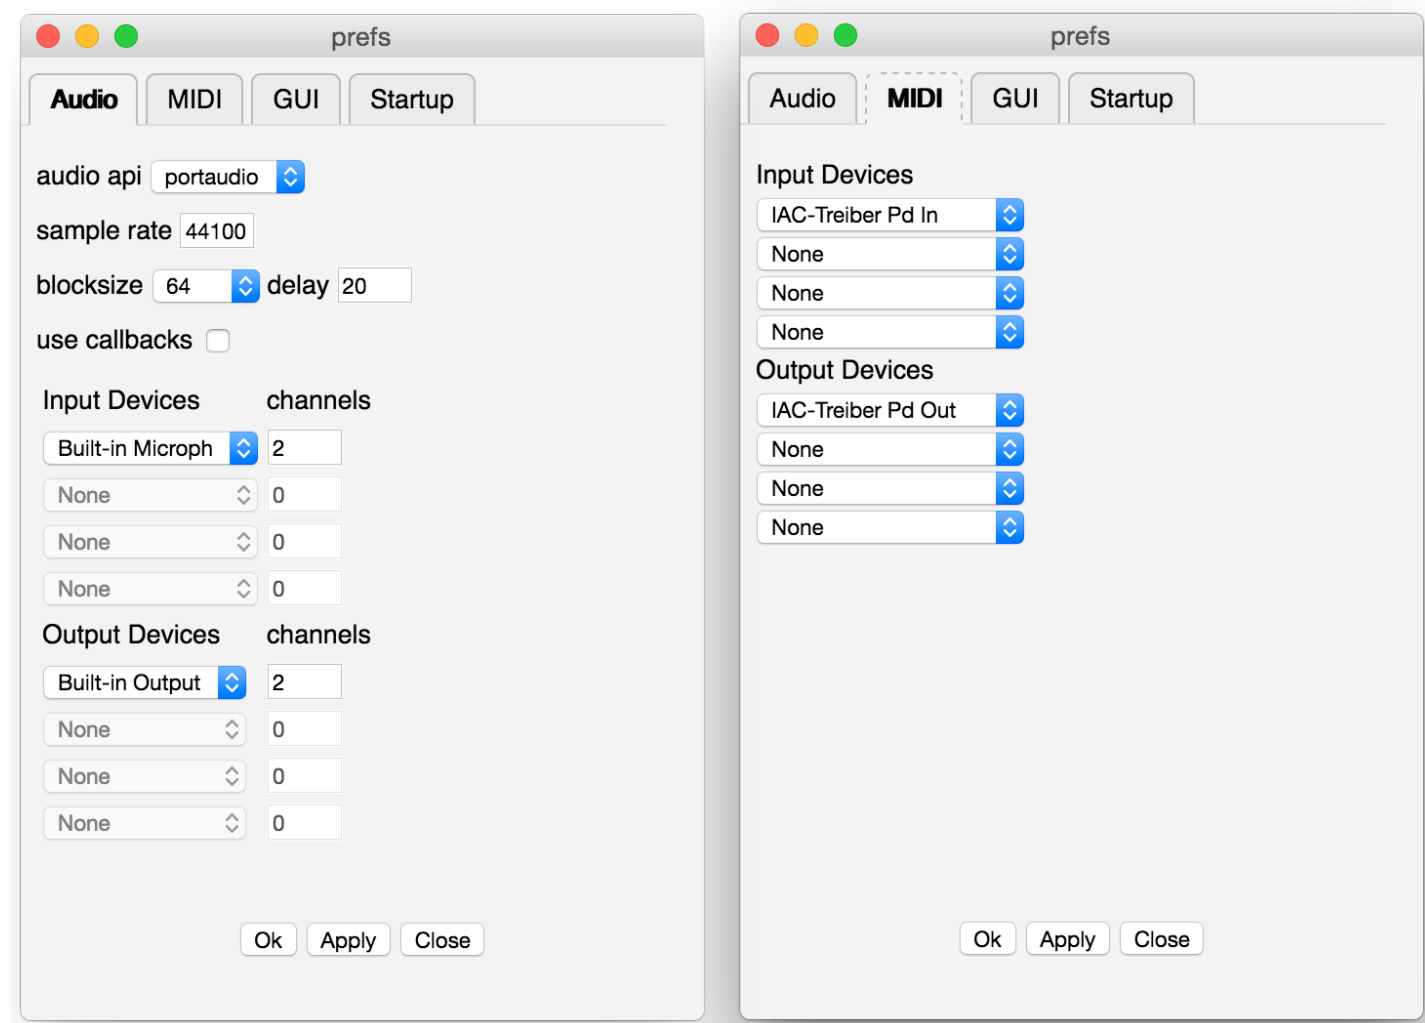 prefs
Audio MIDI GUI Startup
audio api portaudio
sample rate 44100
blocksize 64 delay 20
use callbacks
Input Devices channels
Built-in Microph 2
None 0
None 0
None 0
Output Devices channels
Built-in Output 2
None 0
None 0
None 0
Ok Apply Close
prefs
Audio MIDI GUI Startup
Input Devices
IAC-Treiber Pd In
None
None
None
Output Devices
IAC-Treiber Pd Out
None
None
None
Ok Apply Close